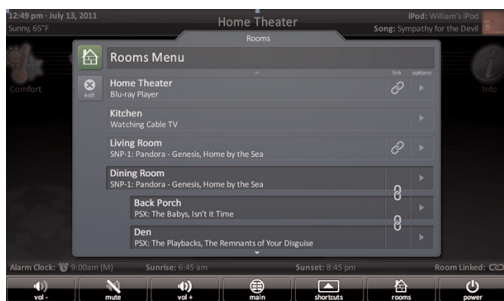 12:49 pm - July 13, 2011
Home Theater
iPod: William's iPod
Sunny, 65°F
Song: Sympathy for the Devil
Rooms
Rooms Menu
link options
Home Theater
Blu-ray Player
exit
Comfort
Info
Kitchen
Watching Cable TV
Living Room
SNP-1: Pandora - Genesis, Home by the Sea
Dining Room
SNP-1: Pandora - Genesis, Home by the Sea
Back Porch
PSX: The Babys, Isn't it Time
Den
PSX: The Playbacks, The Remnants of Your Disguise
Alarm Clock: 9:00am (M)
Sunrise: 6:45 am
Sunset: 8:45 pm
Room Linked:
vol -
mute
vol +
main
shortcuts
rooms
power